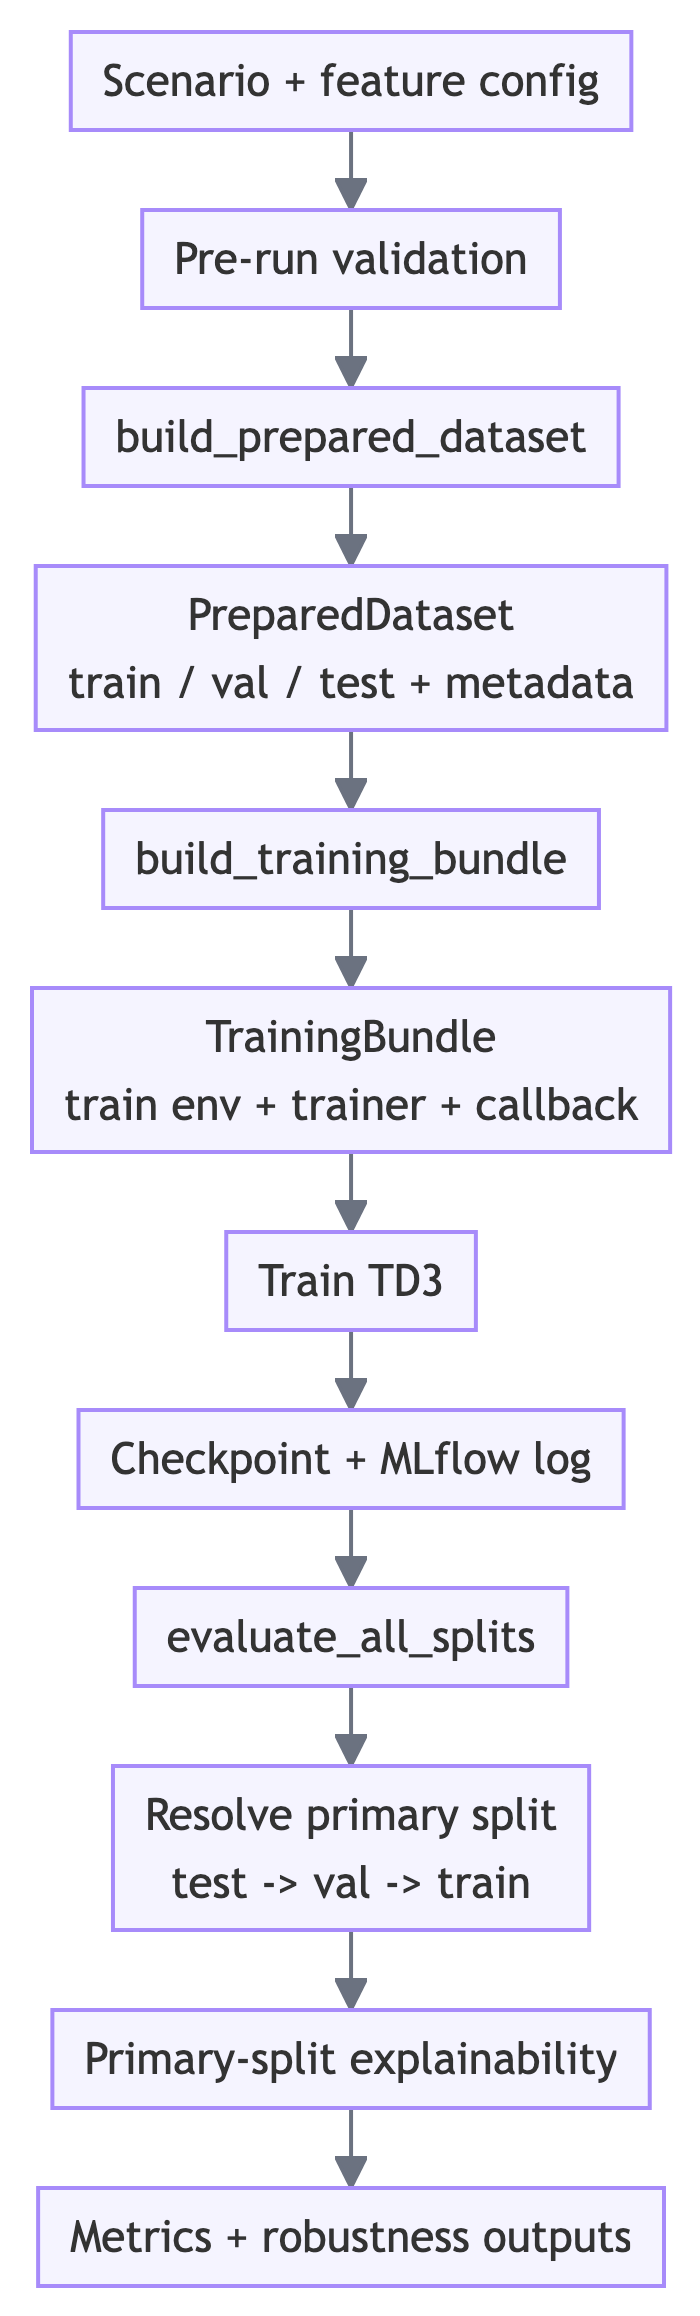 Scenario + feature config
Pre-run validation
build_prepared_dataset
PreparedDataset
train / val / test + metadata
build_training_bundle
TrainingBundle
train env + trainer + callback
Train TD3
Checkpoint + MLflow log
evaluate_all_splits
Resolve primary split
test -> val -> train
Primary-split explainability
Metrics + robustness outputs